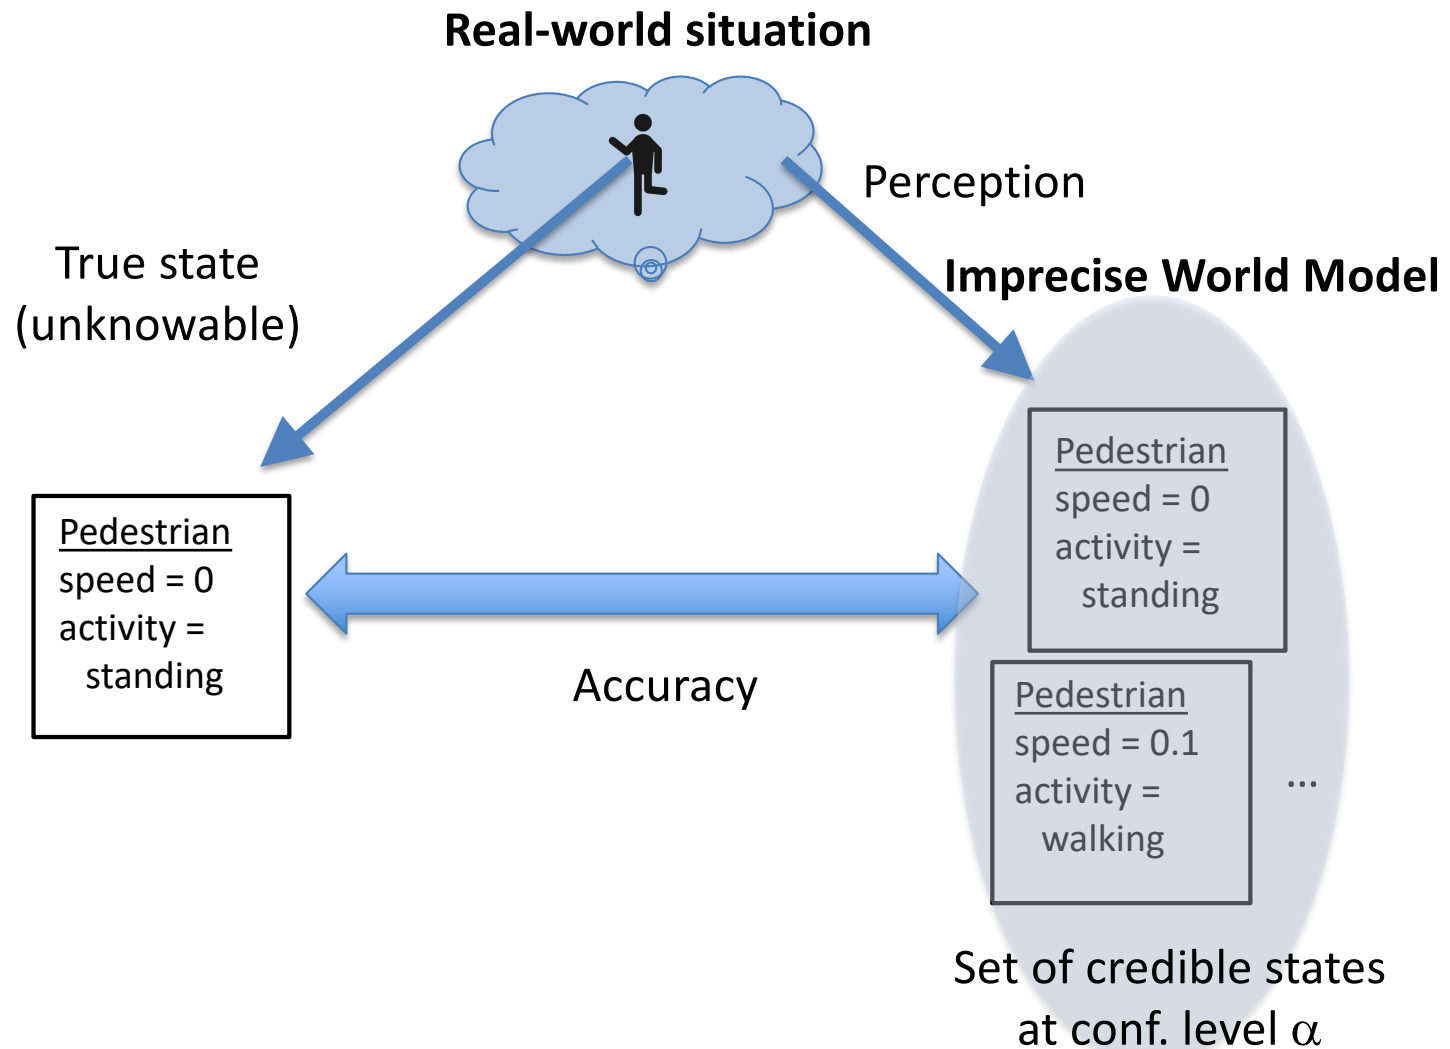 Real-world situation
Perception
True state
(unknowable)
Imprecise World Model
Pedestrian
speed = 0
activity =
standing
Accuracy
Pedestrian
speed = 0
activity =
standing
Pedestrian
speed = 0.1
activity =
walking
...
Set of credible states
at conf. level α